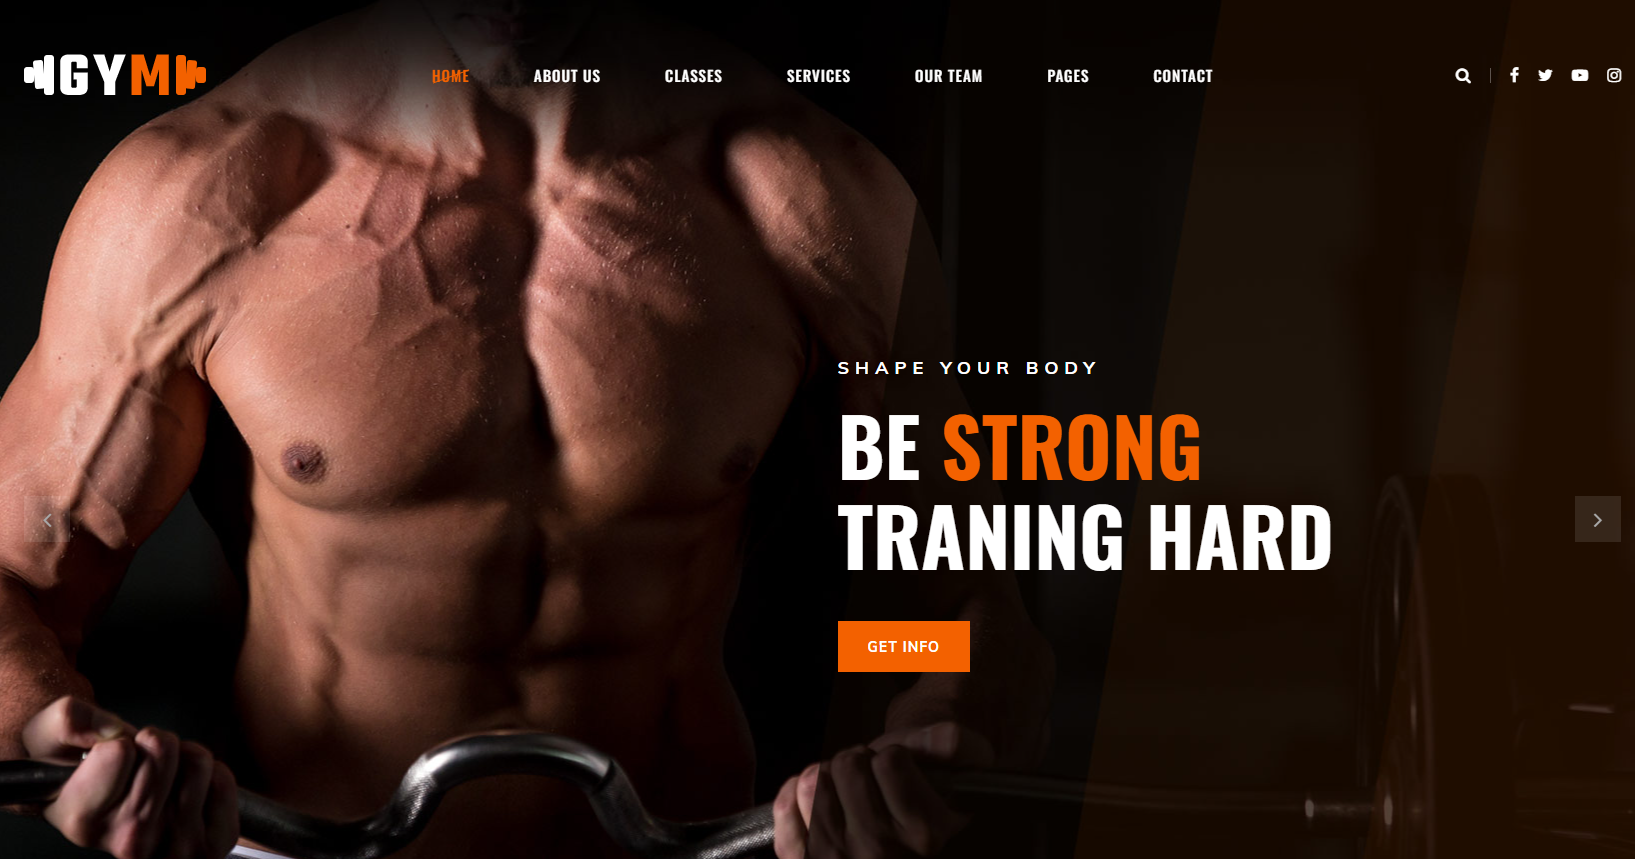 GYM
HOME ABOUT US CLASSES SERVICES OUR TEAM PAGES CONTACT
SHAPE YOUR BODY
BE STRONG
TRANING HARD
GET INFO